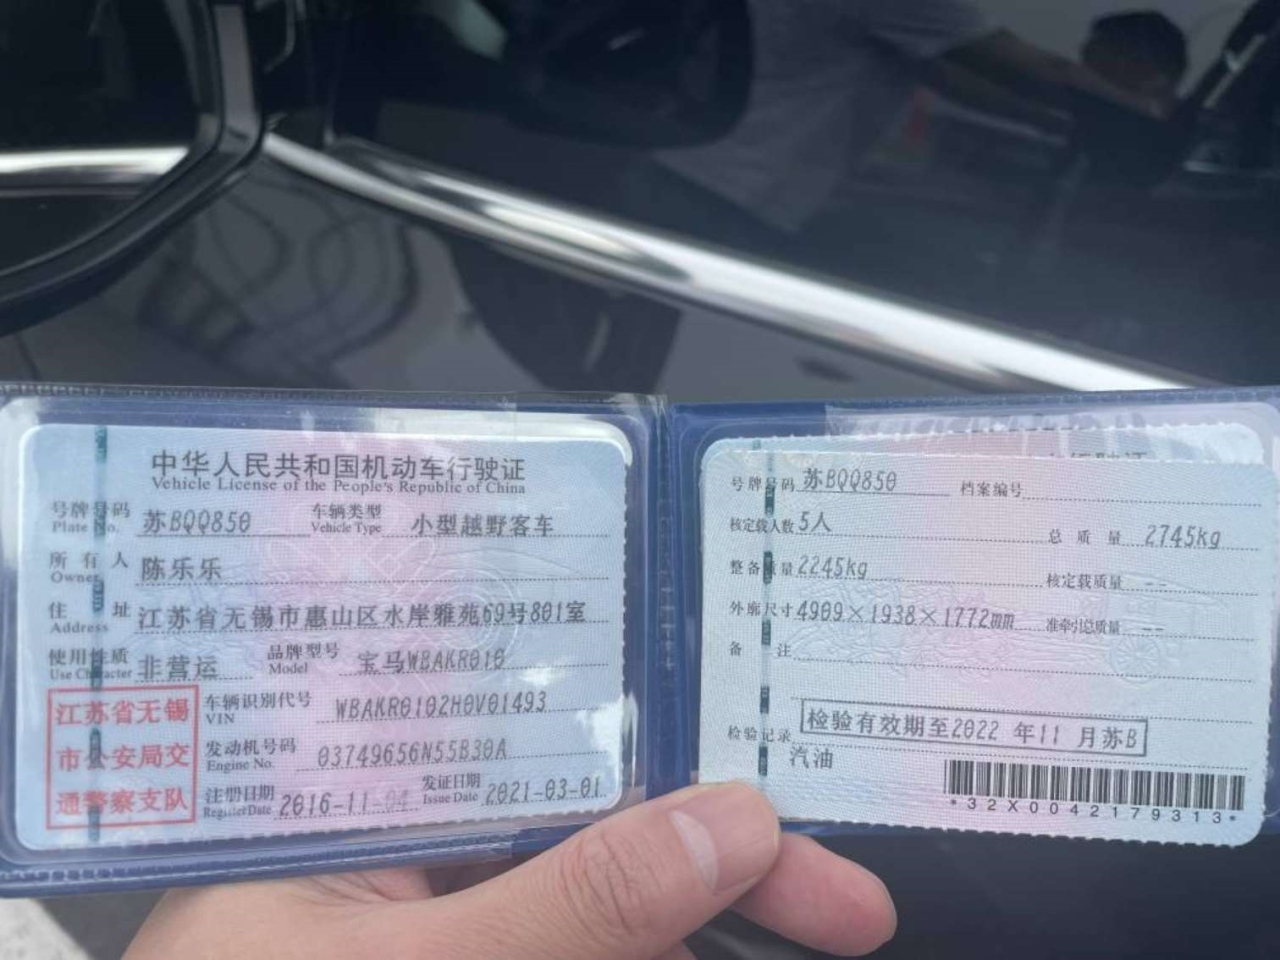 中华人民共和国机动车行驶证
Vehicle License of the People's Republic of China
号牌号码 苏BQQ850 车辆类型 小型越野客车
Plate No. Vehicle Type
所有人 陈乐乐
Owner
住址 江苏省无锡市惠山区水岸雅苑69号801室
Address
使用性质 非营运 品牌型号 宝马WBAKR010
Use Character Model
江苏省无锡
市公安局交
通警察支队
车辆识别代号 WBAKR0102H0V01493
VIN
发动机号码 03749656N55B30A
Engine No.
注册日期 2016-11-04 发证日期 2021-03-01
Register Date Issue Date
号牌号码 苏BQQ850 档案编号
核定载人数 5人 总质量 2745kg
整备质量 2245kg 核定载质量 --
外廓尺寸 4909×1938×1772mm 准牵引总质量 --
备注
检验记录 检验有效期至2022年11月苏B
汽油
*32X0042179313*